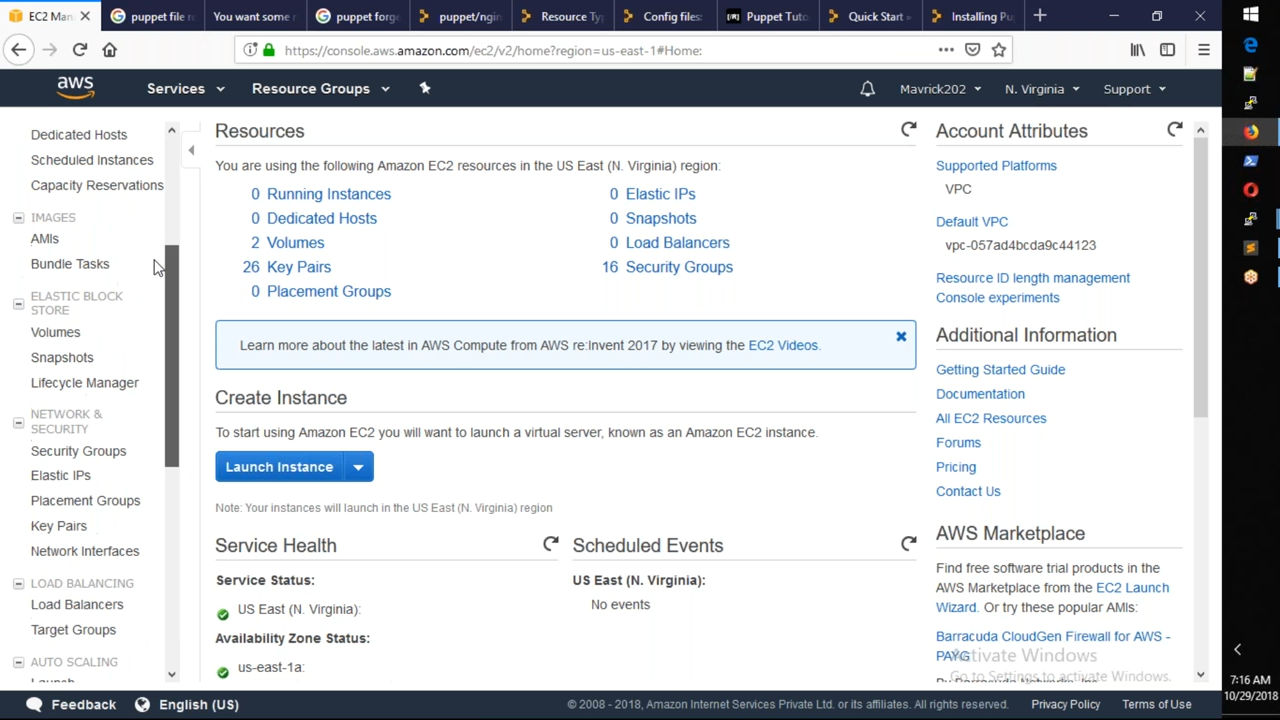 EC2 Man
puppet file r
You want some
puppet forge
puppet/ngin
Resource Ty
Config files:
Puppet Tuto
Quick Start
Installing Pu
https://console.aws.amazon.com/ec2/v2/home?region=us-east-1#Home:
aws
Services
Resource Groups
Mavrick202
N. Virginia
Support
Dedicated Hosts
Scheduled Instances
Capacity Reservations
IMAGES
AMIs
Bundle Tasks
ELASTIC BLOCK
STORE
Volumes
Snapshots
Lifecycle Manager
NETWORK &
SECURITY
Security Groups
Elastic IPs
Placement Groups
Key Pairs
Network Interfaces
LOAD BALANCING
Load Balancers
Target Groups
AUTO SCALING
Launch
Resources
You are using the following Amazon EC2 resources in the US East (N. Virginia) region:
0 Running Instances
0 Elastic IPs
0 Dedicated Hosts
0 Snapshots
2 Volumes
0 Load Balancers
26 Key Pairs
16 Security Groups
0 Placement Groups
Learn more about the latest in AWS Compute from AWS re:Invent 2017 by viewing the EC2 Videos.
Create Instance
To start using Amazon EC2 you will want to launch a virtual server, known as an Amazon EC2 instance.
Launch Instance
Note: Your instances will launch in the US East (N. Virginia) region
Service Health
Service Status:
US East (N. Virginia):
Availability Zone Status:
us-east-1a:
Scheduled Events
US East (N. Virginia):
No events
Account Attributes
Supported Platforms
VPC
Default VPC
vpc-057ad4bcda9c44123
Resource ID length management
Console experiments
Additional Information
Getting Started Guide
Documentation
All EC2 Resources
Forums
Pricing
Contact Us
AWS Marketplace
Find free software trial products in the
AWS Marketplace from the EC2 Launch
Wizard. Or try these popular AMIs:
Barracuda CloudGen Firewall for AWS -
PAYG
Activate Windows
Go to Settings to activate Windows.
Feedback
English (US)
© 2008 - 2018, Amazon Internet Services Private Ltd. or its affiliates. All rights reserved.
Privacy Policy
Terms of Use
7:16 AM
10/29/2018